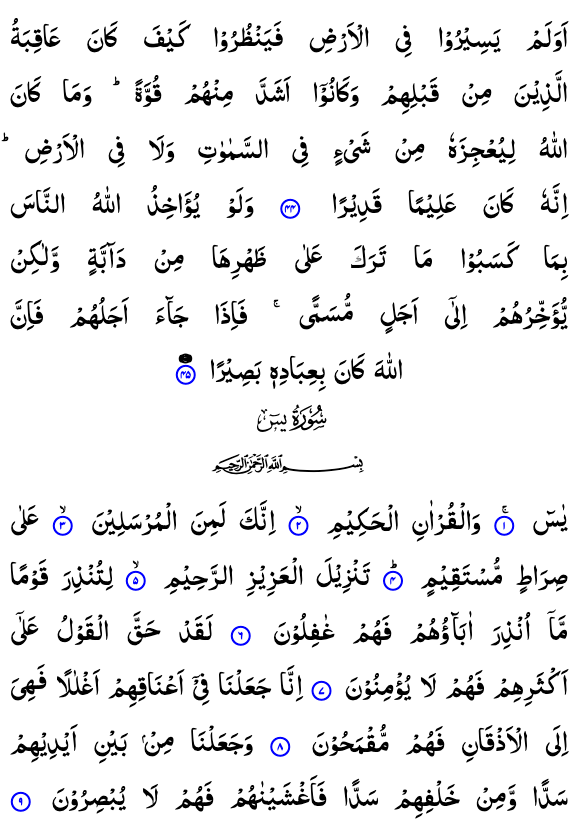 اَوَلَمْ يَسِيْرُوْا فِى الْاَرْضِ فَيَنْظُرُوْا كَيْفَ كَانَ عَاقِبَةُ
الَّذِيْنَ مِنْ قَبْلِهِمْ وَكَانُوْۤا اَشَدَّ مِنْهُمْ قُوَّةً ؕ وَمَا كَانَ
اللّٰهُ لِيُعْجِزَهٗ مِنْ شَىْءٍ فِى السَّمٰوٰتِ وَلَا فِى الْاَرْضِ ؕ
اِنَّهٗ كَانَ عَلِيْمًا قَدِيْرًا ۴۴ وَلَوْ يُؤَاخِذُ اللّٰهُ النَّاسَ
بِمَا كَسَبُوْا مَا تَرَكَ عَلٰى ظَهْرِهَا مِنْ دَآبَّةٍ وَّلٰكِنْ
يُّؤَخِّرُهُمْ اِلٰٓى اَجَلٍ مُّسَمًّى ۚ فَاِذَا جَآءَ اَجَلُهُمْ فَاِنَّ
اللّٰهَ كَانَ بِعِبَادِهٖ بَصِيْرًا ۴۵
سُوْرَةُ يٰسٓ
بِسْمِ اللّٰهِ الرَّحْمٰنِ الرَّحِيْمِ
يٰسٓ ۚ ۱ وَالْقُرْاٰنِ الْحَكِيْمِ ۙ ۲ اِنَّكَ لَمِنَ الْمُرْسَلِيْنَ ۙ ۳ عَلٰى
صِرَاطٍ مُّسْتَقِيْمٍ ؕ ۴ تَنْزِيْلَ الْعَزِيْزِ الرَّحِيْمِ ۙ ۵ لِتُنْذِرَ قَوْمًا
مَّاۤ اُنْذِرَ اٰبَآؤُهُمْ فَهُمْ غٰفِلُوْنَ ۶ لَقَدْ حَقَّ الْقَوْلُ عَلٰٓى
اَكْثَرِهِمْ فَهُمْ لَا يُؤْمِنُوْنَ ۷ اِنَّا جَعَلْنَا فِىْۤ اَعْنَاقِهِمْ اَغْلٰلًا فَهِىَ
اِلَى الْاَذْقَانِ فَهُمْ مُّقْمَحُوْنَ ۸ وَجَعَلْنَا مِنْۢ بَيْنِ اَيْدِيْهِمْ
سَدًّا وَّمِنْ خَلْفِهِمْ سَدًّا فَاَغْشَيْنٰهُمْ فَهُمْ لَا يُبْصِرُوْنَ ۹